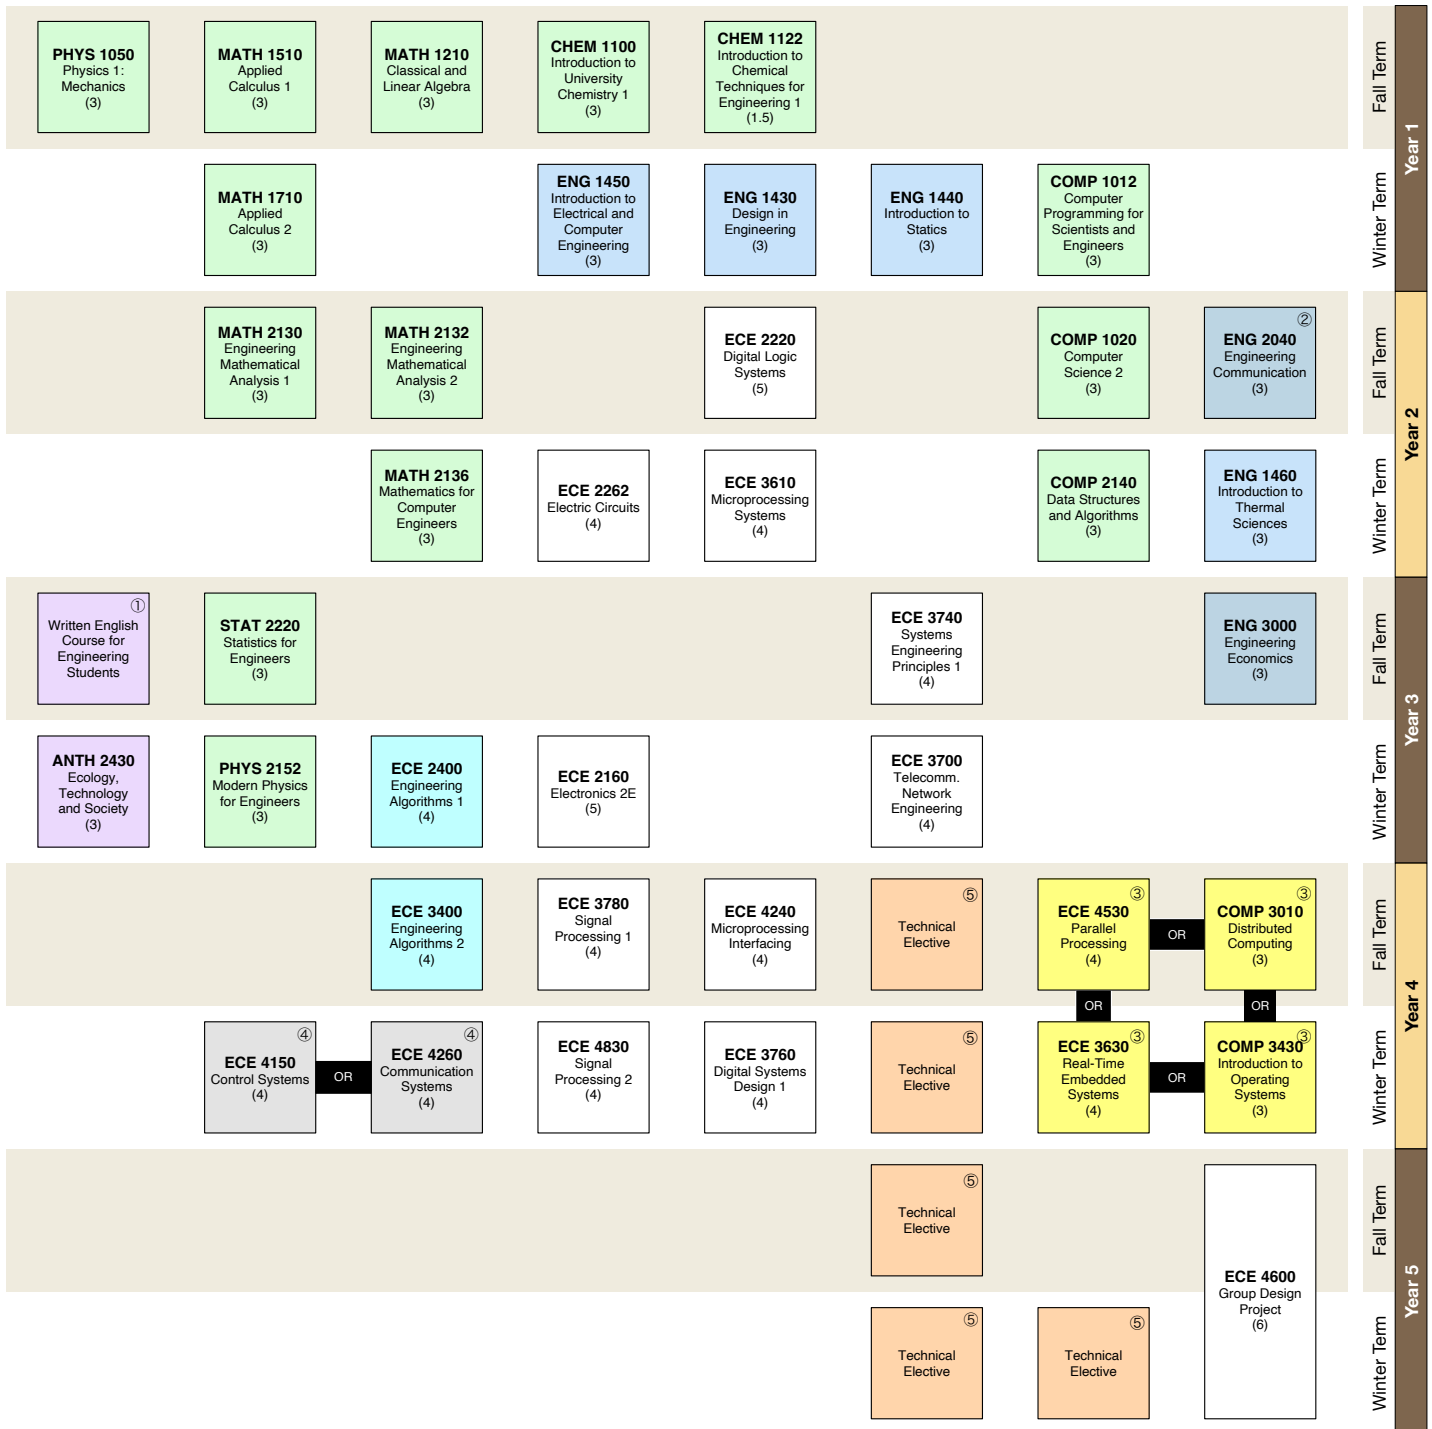 PHYS 1050
Physics 1:
Mechanics
(3)
MATH 1510
Applied
Calculus 1
(3)
MATH 1210
Classical and
Linear Algebra
(3)
CHEM 1100
Introduction to
University
Chemistry 1
(3)
CHEM 1122
Introduction to
Chemical
Techniques for
Engineering 1
(1.5)
Fall Term
Year 1
MATH 1710
Applied
Calculus 2
(3)
ENG 1450
Introduction to
Electrical and
Computer
Engineering
(3)
ENG 1430
Design in
Engineering
(3)
ENG 1440
Introduction to
Statics
(3)
COMP 1012
Computer
Programming for
Scientists and
Engineers
(3)
Winter Term
MATH 2130
Engineering
Mathematical
Analysis 1
(3)
MATH 2132
Engineering
Mathematical
Analysis 2
(3)
ECE 2220
Digital Logic
Systems
(5)
COMP 1020
Computer
Science 2
(3)
②
ENG 2040
Engineering
Communication
(3)
Fall Term
Year 2
MATH 2136
Mathematics for
Computer
Engineers
(3)
ECE 2262
Electric Circuits
(4)
ECE 3610
Microprocessing
Systems
(4)
COMP 2140
Data Structures
and Algorithms
(3)
ENG 1460
Introduction to
Thermal
Sciences
(3)
Winter Term
①
Written English
Course for
Engineering
Students
STAT 2220
Statistics for
Engineers
(3)
ECE 3740
Systems
Engineering
Principles 1
(4)
ENG 3000
Engineering
Economics
(3)
Fall Term
Year 3
ANTH 2430
Ecology,
Technology
and Society
(3)
PHYS 2152
Modern Physics
for Engineers
(3)
ECE 2400
Engineering
Algorithms 1
(4)
ECE 2160
Electronics 2E
(5)
ECE 3700
Telecomm.
Network
Engineering
(4)
Winter Term
ECE 3400
Engineering
Algorithms 2
(4)
ECE 3780
Signal
Processing 1
(4)
ECE 4240
Microprocessing
Interfacing
(4)
⑤
Technical
Elective
③
ECE 4530
Parallel
Processing
(4)
OR
③
COMP 3010
Distributed
Computing
(3)
Fall Term
Year 4
OR
OR
④
ECE 4150
Control Systems
(4)
OR
④
ECE 4260
Communication
Systems
(4)
ECE 4830
Signal
Processing 2
(4)
ECE 3760
Digital Systems
Design 1
(4)
⑤
Technical
Elective
③
ECE 3630
Real-Time
Embedded
Systems
(4)
OR
③
COMP 3430
Introduction to
Operating
Systems
(3)
Winter Term
⑤
Technical
Elective
ECE 4600
Group Design
Project
(6)
Fall Term
Year 5
⑤
Technical
Elective
⑤
Technical
Elective
Winter Term